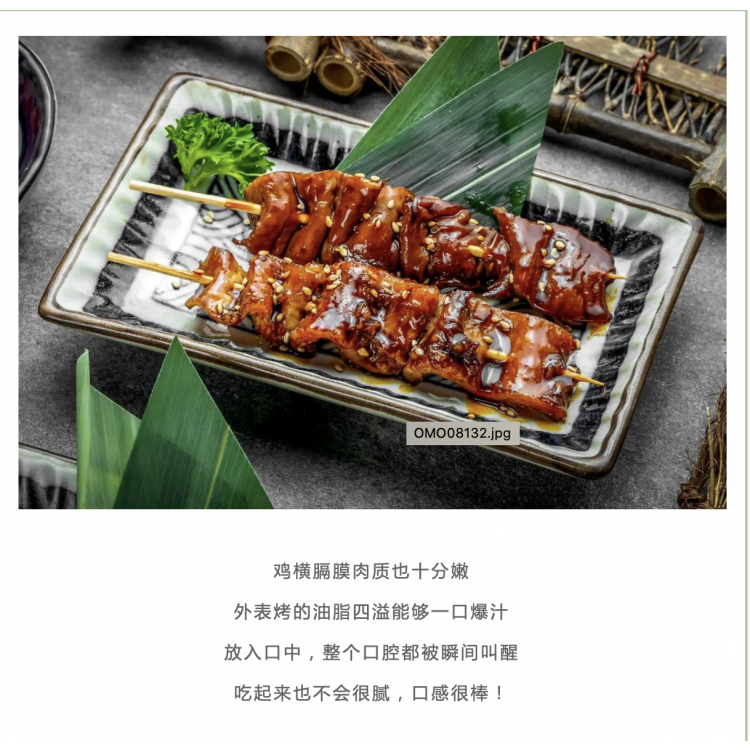 OMO08132.jpg
鸡横膈膜肉质也十分嫩
外表烤的油脂四溢能够一口爆汁
放入口中，整个口腔都被瞬间叫醒
吃起来也不会很腻，口感很棒！